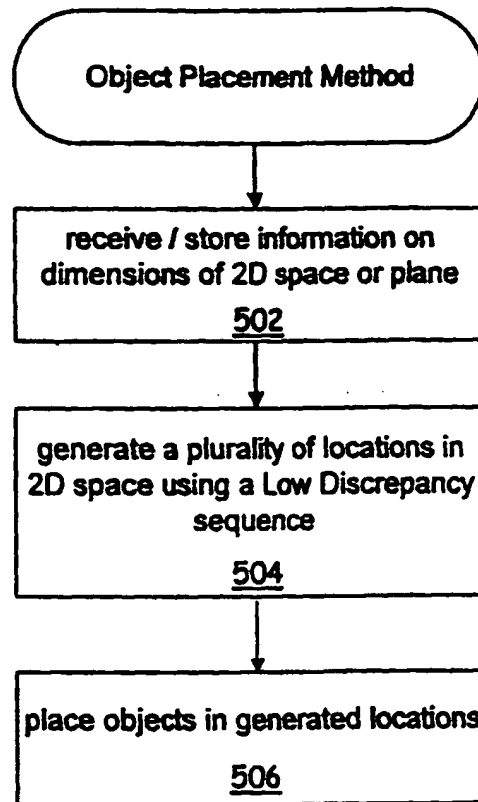 Object Placement Method
receive / store information on
dimensions of 2D space or plane
502
generate a plurality of locations in
2D space using a Low Discrepancy
sequence
504
place objects in generated locations
506